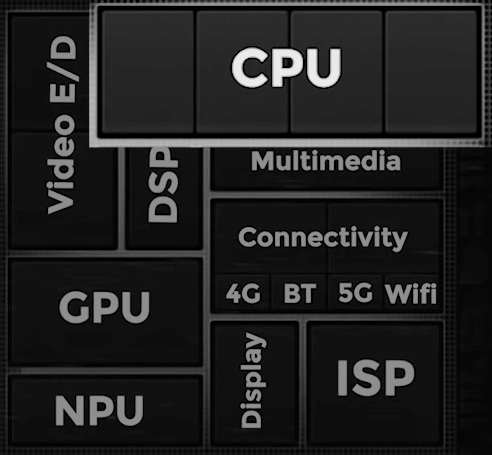 CPU
Video E/D
DSP
Multimedia
Connectivity
4G BT 5G Wifi
GPU
Display
ISP
NPU